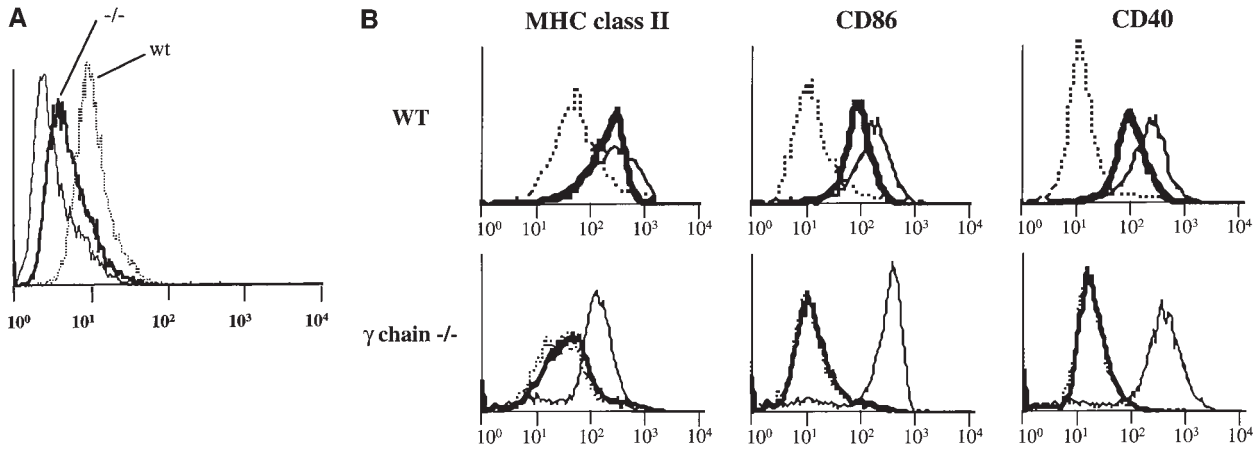 A
-/-
wt
10⁰ 10¹ 10² 10³ 10⁴
B
MHC class II CD86 CD40
WT
10⁰ 10¹ 10² 10³ 10⁴ 10⁰ 10¹ 10² 10³ 10⁴ 10⁰ 10¹ 10² 10³ 10⁴
γ chain -/-
10⁰ 10¹ 10² 10³ 10⁴ 10⁰ 10¹ 10² 10³ 10⁴ 10⁰ 10¹ 10² 10³ 10⁴